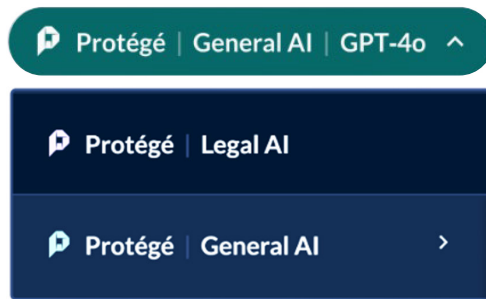 Protégé | General AI | GPT-4o
Protégé | Legal AI
Protégé | General AI